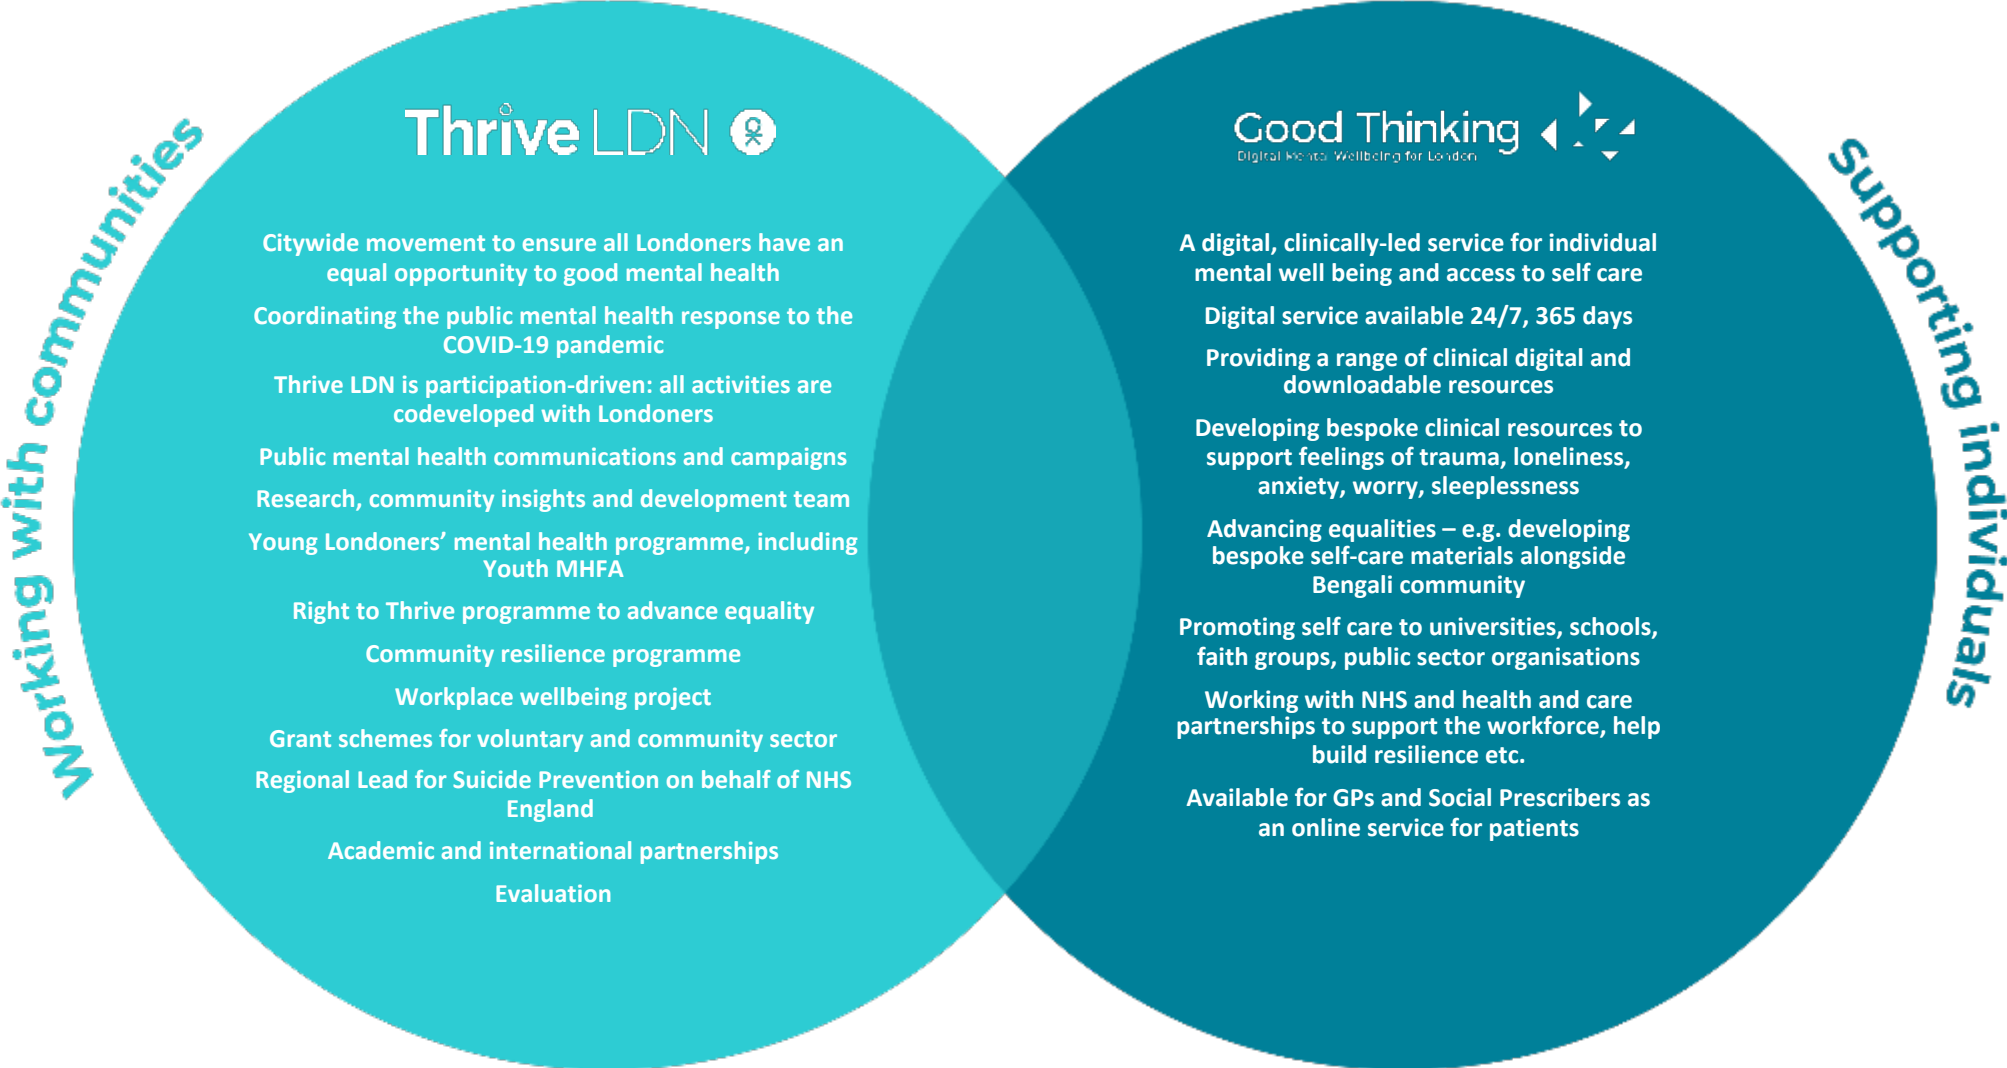 Working with communities
Thrive LDN
Citywide movement to ensure all Londoners have an
equal opportunity to good mental health
Coordinating the public mental health response to the
COVID-19 pandemic
Thrive LDN is participation-driven: all activities are
codeveloped with Londoners
Public mental health communications and campaigns
Research, community insights and development team
Young Londoners’ mental health programme, including
Youth MHFA
Right to Thrive programme to advance equality
Community resilience programme
Workplace wellbeing project
Grant schemes for voluntary and community sector
Regional Lead for Suicide Prevention on behalf of NHS
England
Academic and international partnerships
Evaluation
Good Thinking
Digital Mental Wellbeing for London
A digital, clinically-led service for individual
mental well being and access to self care
Digital service available 24/7, 365 days
Providing a range of clinical digital and
downloadable resources
Developing bespoke clinical resources to
support feelings of trauma, loneliness,
anxiety, worry, sleeplessness
Advancing equalities – e.g. developing
bespoke self-care materials alongside
Bengali community
Promoting self care to universities, schools,
faith groups, public sector organisations
Working with NHS and health and care
partnerships to support the workforce, help
build resilience etc.
Available for GPs and Social Prescribers as
an online service for patients
Supporting individuals